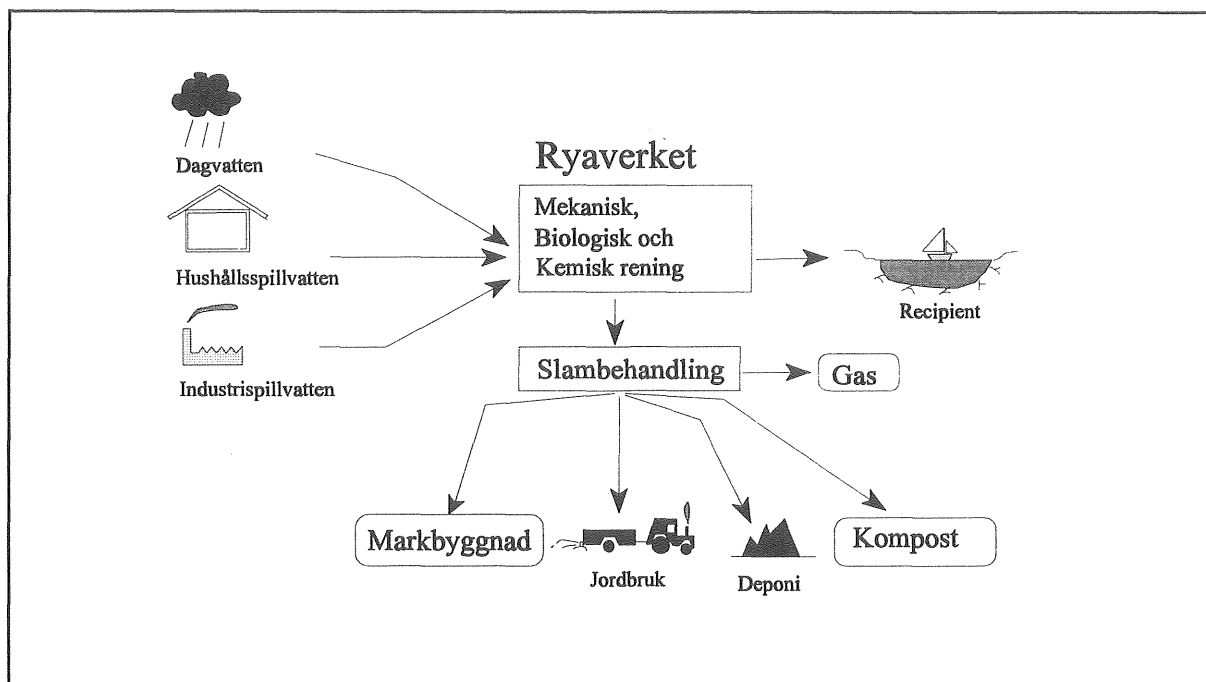 Dagvatten
Hushållsspillvatten
Industrispillvatten
Ryaverket
Mekanisk,
Biologisk och
Kemisk rening
Recipient
Slambehandling
Gas
Markbyggnad
Jordbruk
Deponi
Kompost